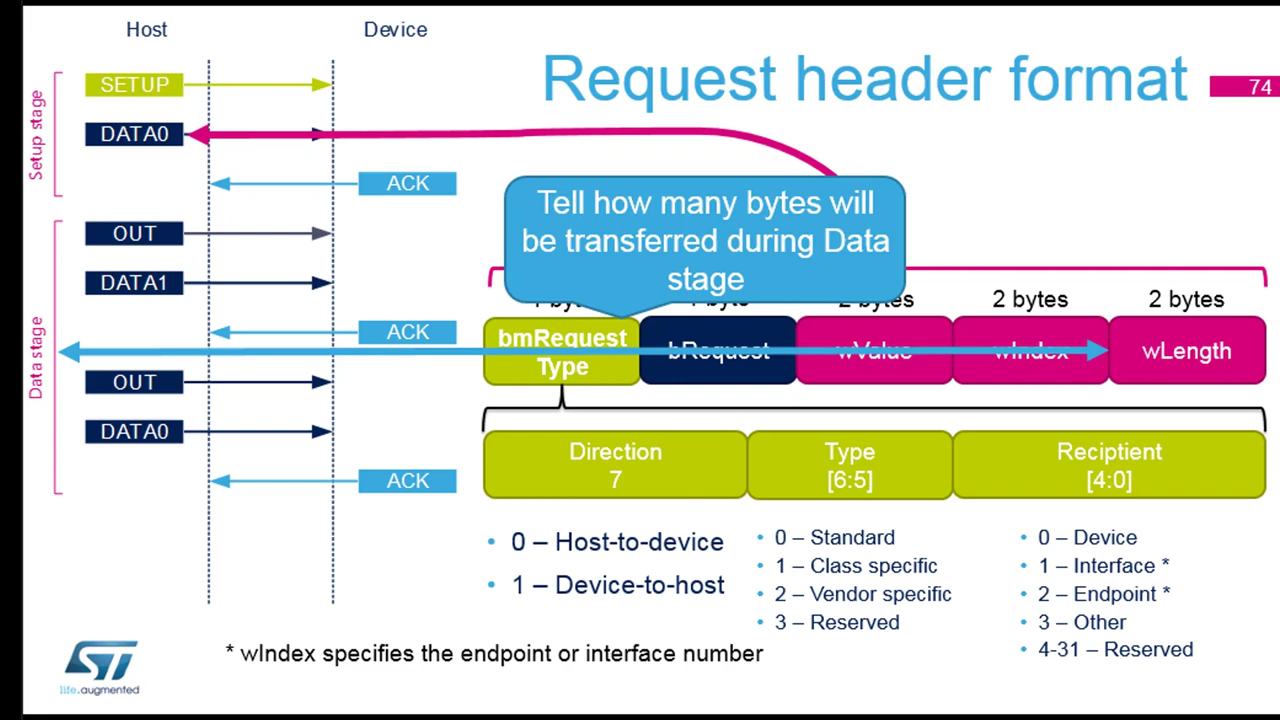 Host
Device
Request header format
74
Setup stage
SETUP
DATA0
ACK
Data stage
OUT
DATA1
ACK
OUT
DATA0
ACK
Tell how many bytes will
be transferred during Data
stage
2 bytes
2 bytes
2 bytes
bmRequest
Type
bRequest
wValue
wIndex
wLength
Direction
7
Type
[6:5]
Reciptient
[4:0]
• 0 – Host-to-device
• 1 – Device-to-host
• 0 – Standard
• 1 – Class specific
• 2 – Vendor specific
• 3 – Reserved
• 0 – Device
• 1 – Interface *
• 2 – Endpoint *
• 3 – Other
• 4-31 – Reserved
* wIndex specifies the endpoint or interface number
ST
life.augmented